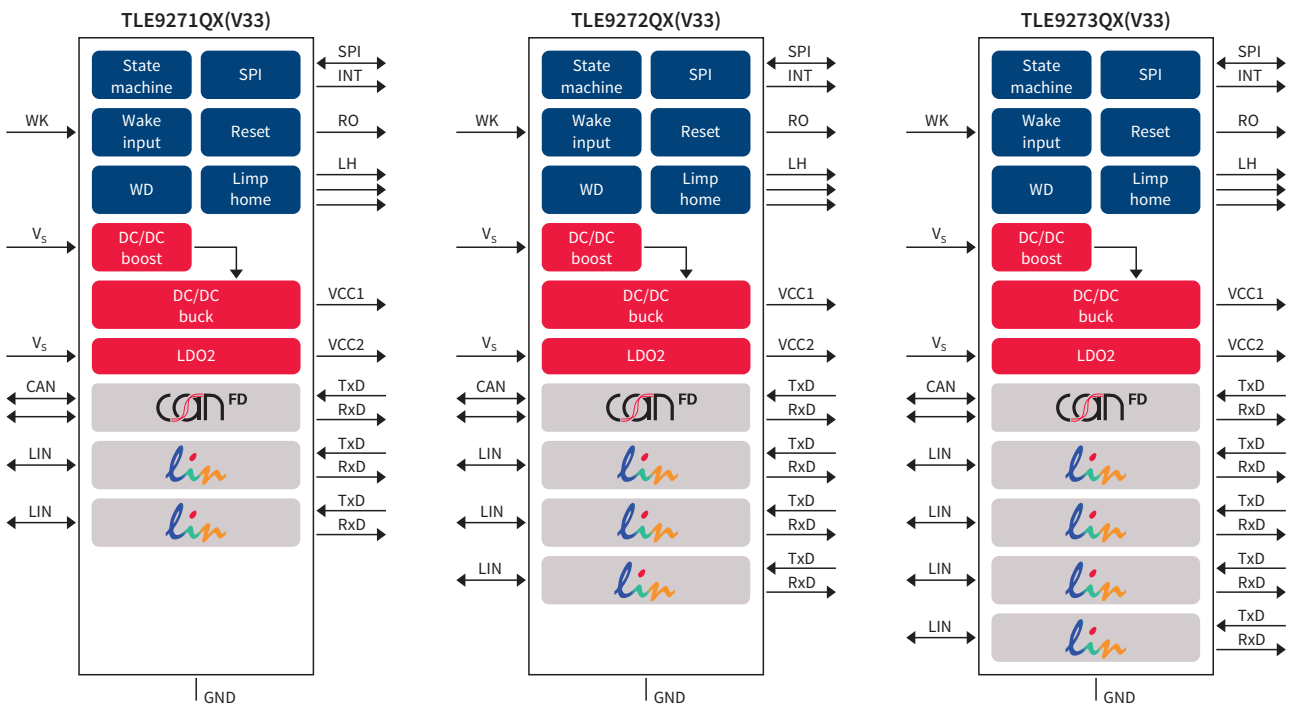 TLE9271QX(V33)
State
machine
SPI
Wake
input
Reset
WD
Limp
home
DC/DC
boost
DC/DC
buck
LDO2
CAN FD
lin
lin
WK
VS
VS
CAN
LIN
LIN
SPI
INT
RO
LH
VCC1
VCC2
TxD
RxD
TxD
RxD
TxD
RxD
GND
TLE9272QX(V33)
State
machine
SPI
Wake
input
Reset
WD
Limp
home
DC/DC
boost
DC/DC
buck
LDO2
CAN FD
lin
lin
lin
WK
VS
VS
CAN
LIN
LIN
LIN
SPI
INT
RO
LH
VCC1
VCC2
TxD
RxD
TxD
RxD
TxD
RxD
TxD
RxD
GND
TLE9273QX(V33)
State
machine
SPI
Wake
input
Reset
WD
Limp
home
DC/DC
boost
DC/DC
buck
LDO2
CAN FD
lin
lin
lin
lin
WK
VS
VS
CAN
LIN
LIN
LIN
LIN
SPI
INT
RO
LH
VCC1
VCC2
TxD
RxD
TxD
RxD
TxD
RxD
TxD
RxD
TxD
RxD
GND